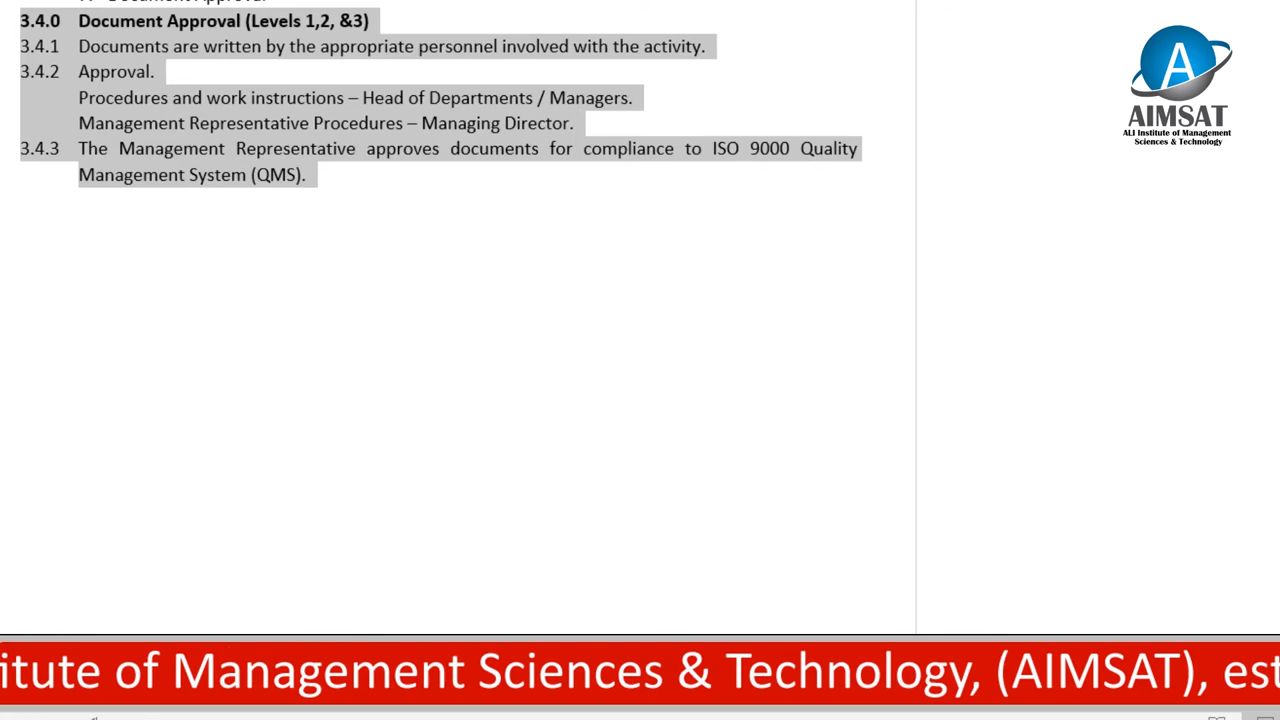 3.4.0 Document Approval (Levels 1,2, &3)
3.4.1 Documents are written by the appropriate personnel involved with the activity.
3.4.2 Approval.
Procedures and work instructions – Head of Departments / Managers.
Management Representative Procedures – Managing Director.
3.4.3 The Management Representative approves documents for compliance to ISO 9000 Quality
Management System (QMS).
A
AIMSAT
ALI Institute of Management
Sciences & Technology
itute of Management Sciences & Technology, (AIMSAT), est